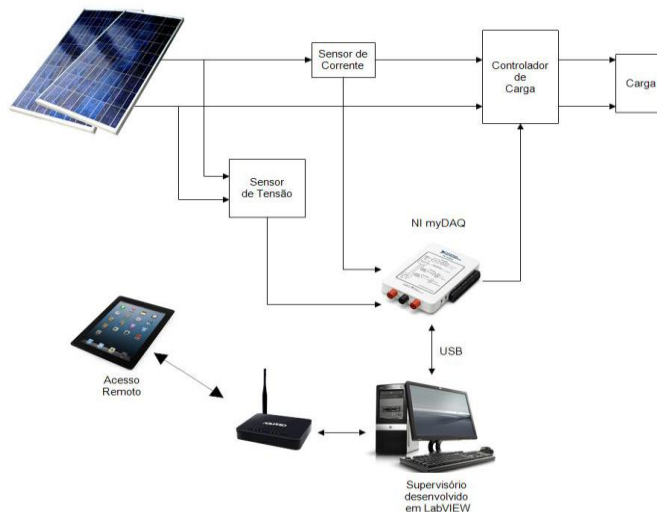 Sensor de
Corrente
Controlador
de
Carga
Carga
Sensor
de Tensão
NI myDAQ
USB
Acesso
Remoto
Supervisório
desenvolvido
em LabVIEW